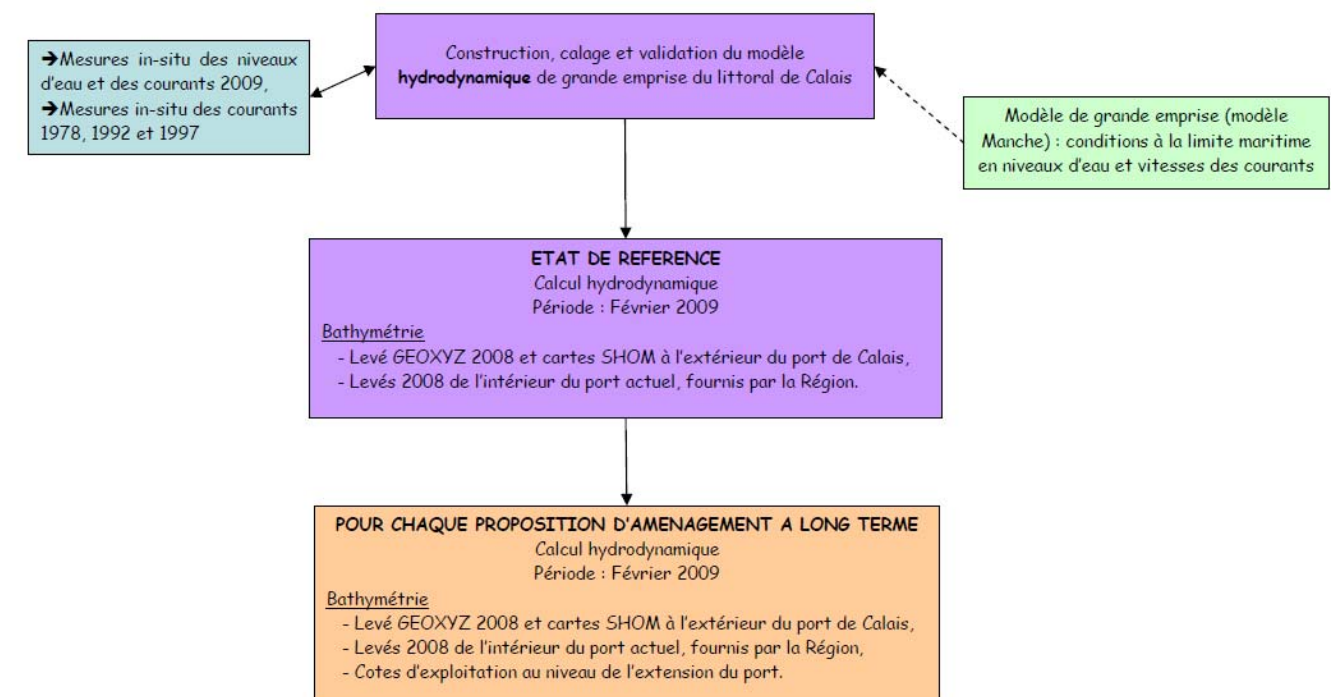 ➔Mesures in-situ des niveaux
d'eau et des courants 2009,
➔Mesures in-situ des courants
1978, 1992 et 1997
Construction, calage et validation du modèle
hydrodynamique de grande emprise du littoral de Calais
Modèle de grande emprise (modèle
Manche) : conditions à la limite maritime
en niveaux d'eau et vitesses des courants
ETAT DE REFERENCE
Calcul hydrodynamique
Période : Février 2009
Bathymétrie
- Levé GEOXYZ 2008 et cartes SHOM à l'extérieur du port de Calais,
- Levés 2008 de l'intérieur du port actuel, fournis par la Région.
POUR CHAQUE PROPOSITION D'AMENAGEMENT A LONG TERME
Calcul hydrodynamique
Période : Février 2009
Bathymétrie
- Levé GEOXYZ 2008 et cartes SHOM à l'extérieur du port de Calais,
- Levés 2008 de l'intérieur du port actuel, fournis par la Région,
- Cotes d'exploitation au niveau de l'extension du port.